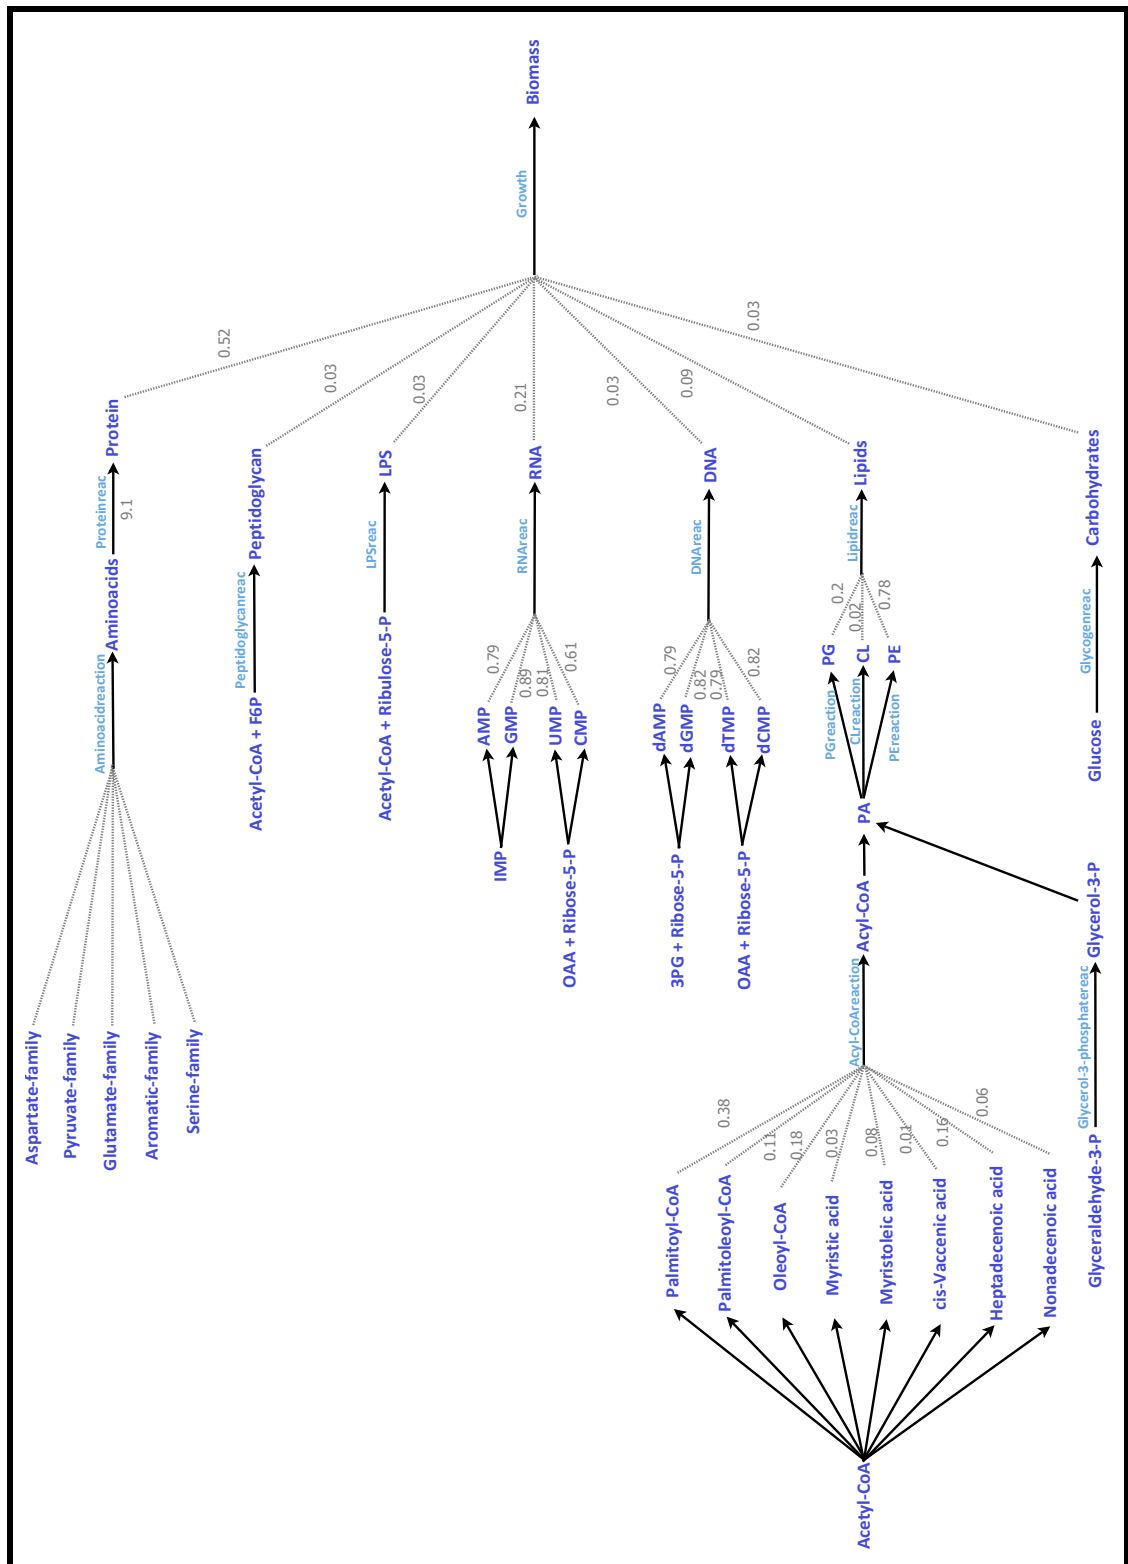 Aspartate-family
Pyruvate-family
Glutamate-family
Aromatic-family
Serine-family
Aminoacidreaction
Aminoacids
Proteinreac
9.1
Protein
0.52
Acetyl-CoA + F6P
Peptidoglycanreac
Peptidoglycan
0.03
Acetyl-CoA + Ribulose-5-P
LPSreac
LPS
0.03
IMP
OAA + Ribose-5-P
AMP
GMP
UMP
CMP
0.79
0.89
0.81
0.61
RNAreac
RNA
0.21
Growth
Biomass
3PG + Ribose-5-P
OAA + Ribose-5-P
dAMP
dGMP
dTMP
dCMP
0.79
0.82
0.79
0.82
DNAreac
DNA
0.03
Acetyl-CoA
Palmitoyl-CoA
Palmitoleoyl-CoA
Oleoyl-CoA
Myristic acid
Myristoleic acid
cis-Vaccenic acid
Heptadecenoic acid
Nonadecenoic acid
0.38
0.11
0.18
0.03
0.08
0.01
0.16
0.06
Acyl-CoAreaction
Acyl-CoA
PA
PGreaction
CLreaction
PEreaction
PG
CL
PE
0.2
0.02
0.78
Lipidreac
Lipids
0.09
Glyceraldehyde-3-P
Glycerol-3-phosphatereac
Glycerol-3-P
Glucose
Glycogenreac
Carbohydrates
0.03